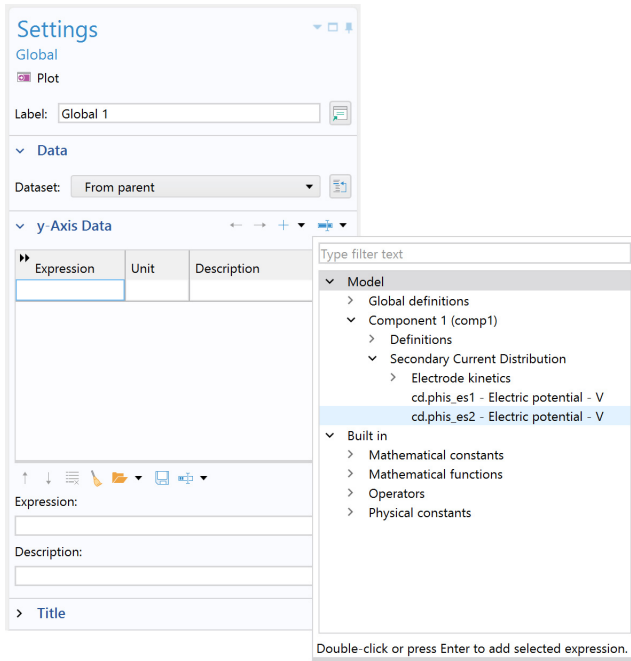 Settings
Global
Plot
Label: Global 1
Data
Dataset: From parent
y-Axis Data
Expression Unit Description
Expression:
Description:
Title
Type filter text
Model
Global definitions
Component 1 (comp1)
Definitions
Secondary Current Distribution
Electrode kinetics
cd.phis_es1 - Electric potential - V
cd.phis_es2 - Electric potential - V
Built in
Mathematical constants
Mathematical functions
Operators
Physical constants
Double-click or press Enter to add selected expression.